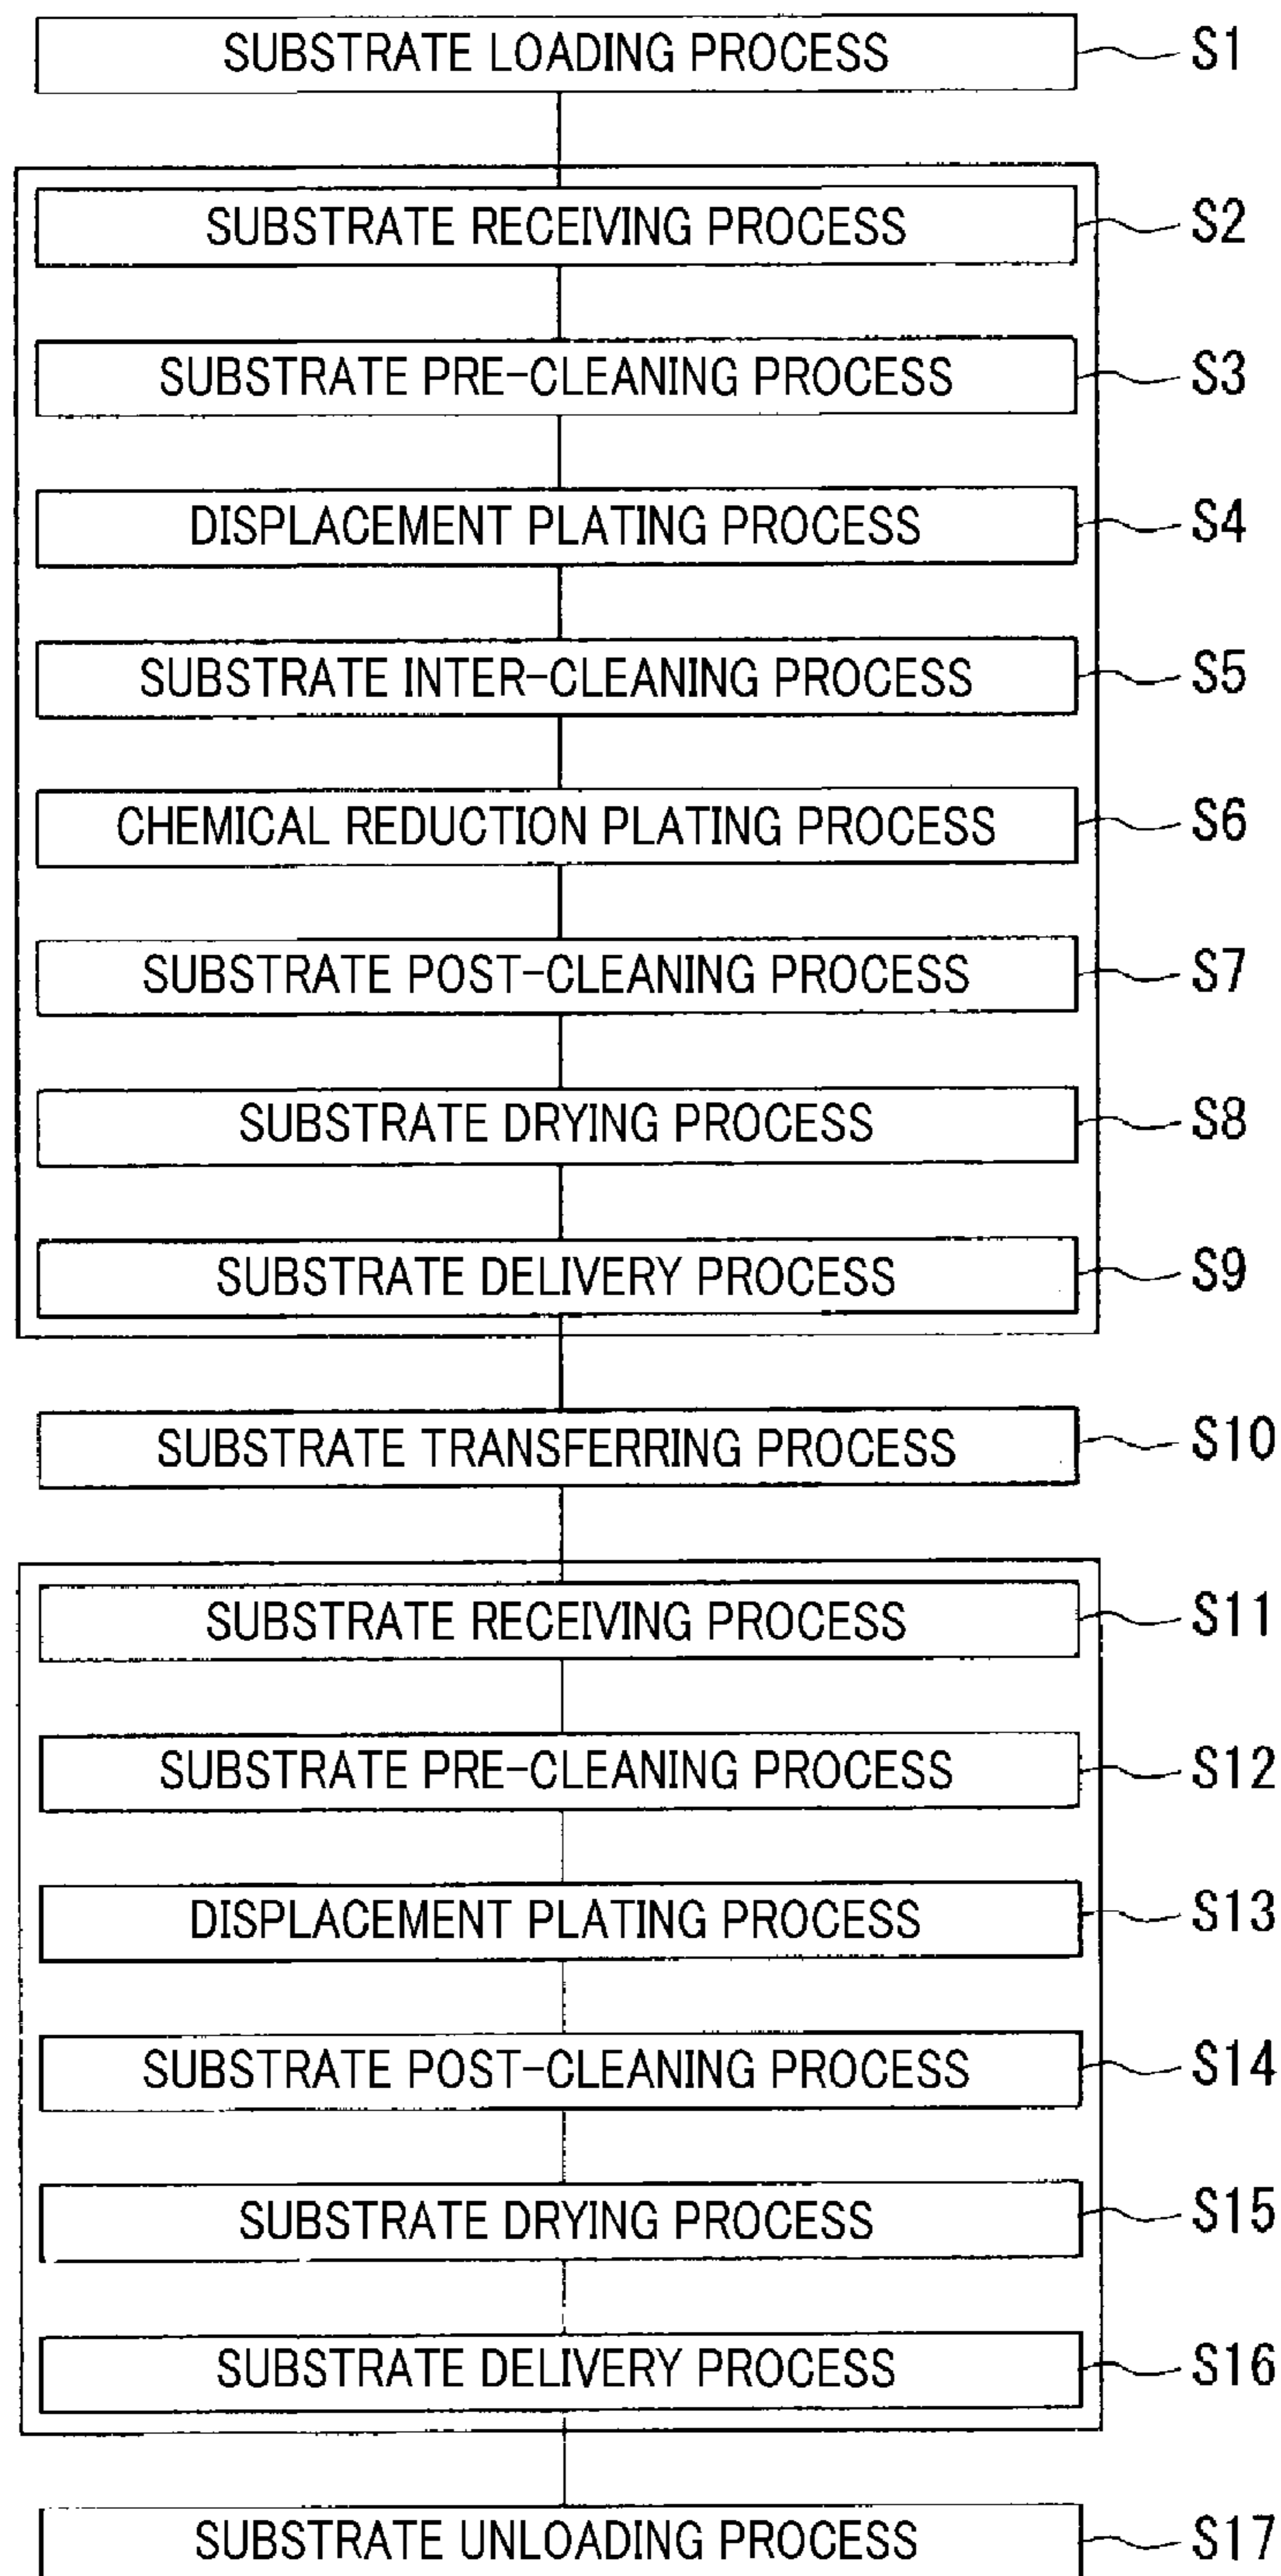 SUBSTRATE LOADING PROCESS S1
SUBSTRATE RECEIVING PROCESS S2
SUBSTRATE PRE-CLEANING PROCESS S3
DISPLACEMENT PLATING PROCESS S4
SUBSTRATE INTER-CLEANING PROCESS S5
CHEMICAL REDUCTION PLATING PROCESS S6
SUBSTRATE POST-CLEANING PROCESS S7
SUBSTRATE DRYING PROCESS S8
SUBSTRATE DELIVERY PROCESS S9
SUBSTRATE TRANSFERRING PROCESS S10
SUBSTRATE RECEIVING PROCESS S11
SUBSTRATE PRE-CLEANING PROCESS S12
DISPLACEMENT PLATING PROCESS S13
SUBSTRATE POST-CLEANING PROCESS S14
SUBSTRATE DRYING PROCESS S15
SUBSTRATE DELIVERY PROCESS S16
SUBSTRATE UNLOADING PROCESS S17